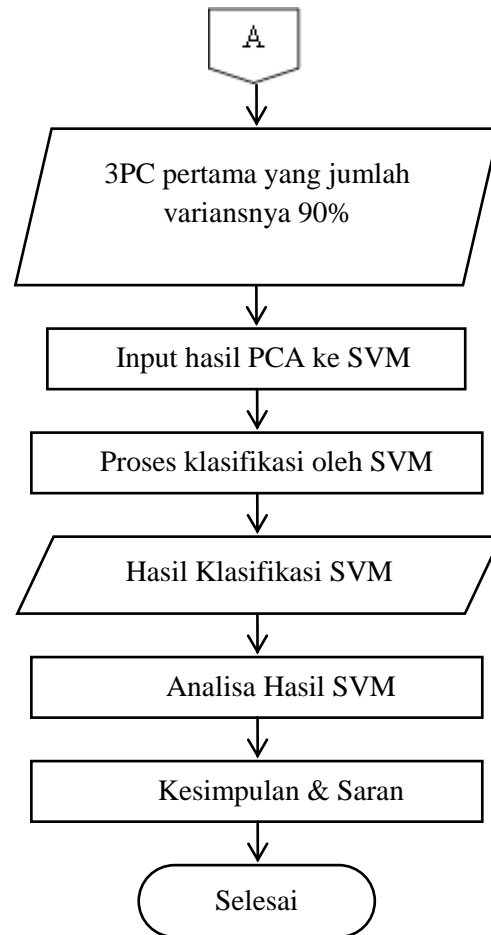 A
3PC pertama yang jumlah
variansnya 90%
Input hasil PCA ke SVM
Proses klasifikasi oleh SVM
Hasil Klasifikasi SVM
Analisa Hasil SVM
Kesimpulan & Saran
Selesai